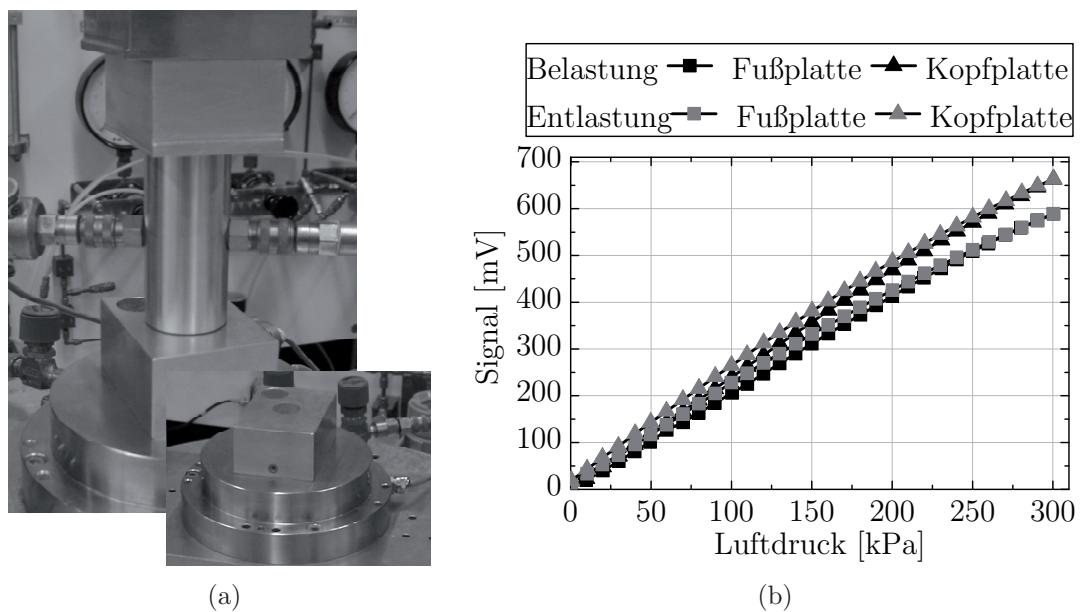 Belastung Fußplatte Kopfplatte
Entlastung Fußplatte Kopfplatte
700
600
500
400
300
200
100
0
Signal [mV]
0 50 100 150 200 250 300
Luftdruck [kPa]
(a) (b)